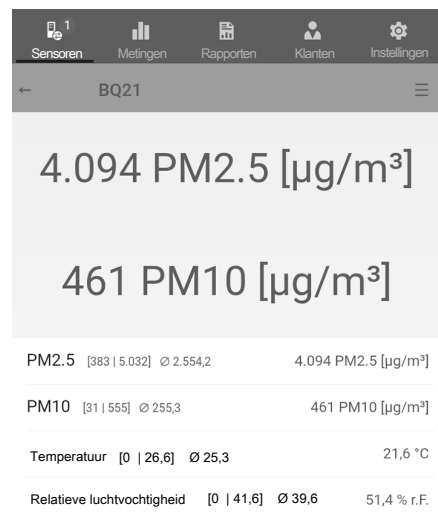 1
Sensoren Metingen Rapporten Klanten Instellingen
← BQ21 ☰
4.094 PM2.5 [µg/m³]
461 PM10 [µg/m³]
PM2.5 [383 | 5.032] Ø 2.554,2 4.094 PM2.5 [µg/m³]
PM10 [31 | 555] Ø 255,3 461 PM10 [µg/m³]
Temperatuur [0 | 26,6] Ø 25,3 21,6 °C
Relatieve luchtvochtigheid [0 | 41,6] Ø 39,6 51,4 % r.F.